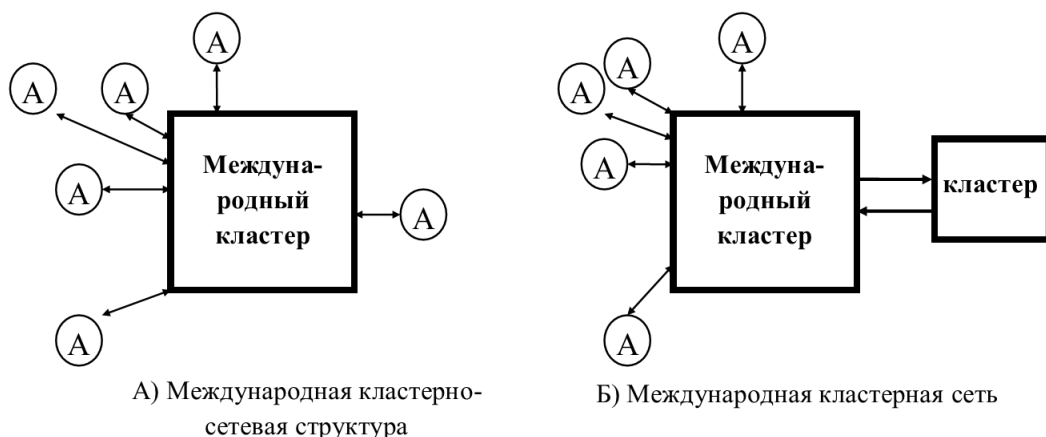 А
А
А
А
А
А
Междуна-
родный
кластер
А) Международная кластерно-
сетевая структура
А
А
А
А
А
Междуна-
родный
кластер
кластер
Б) Международная кластерная сеть